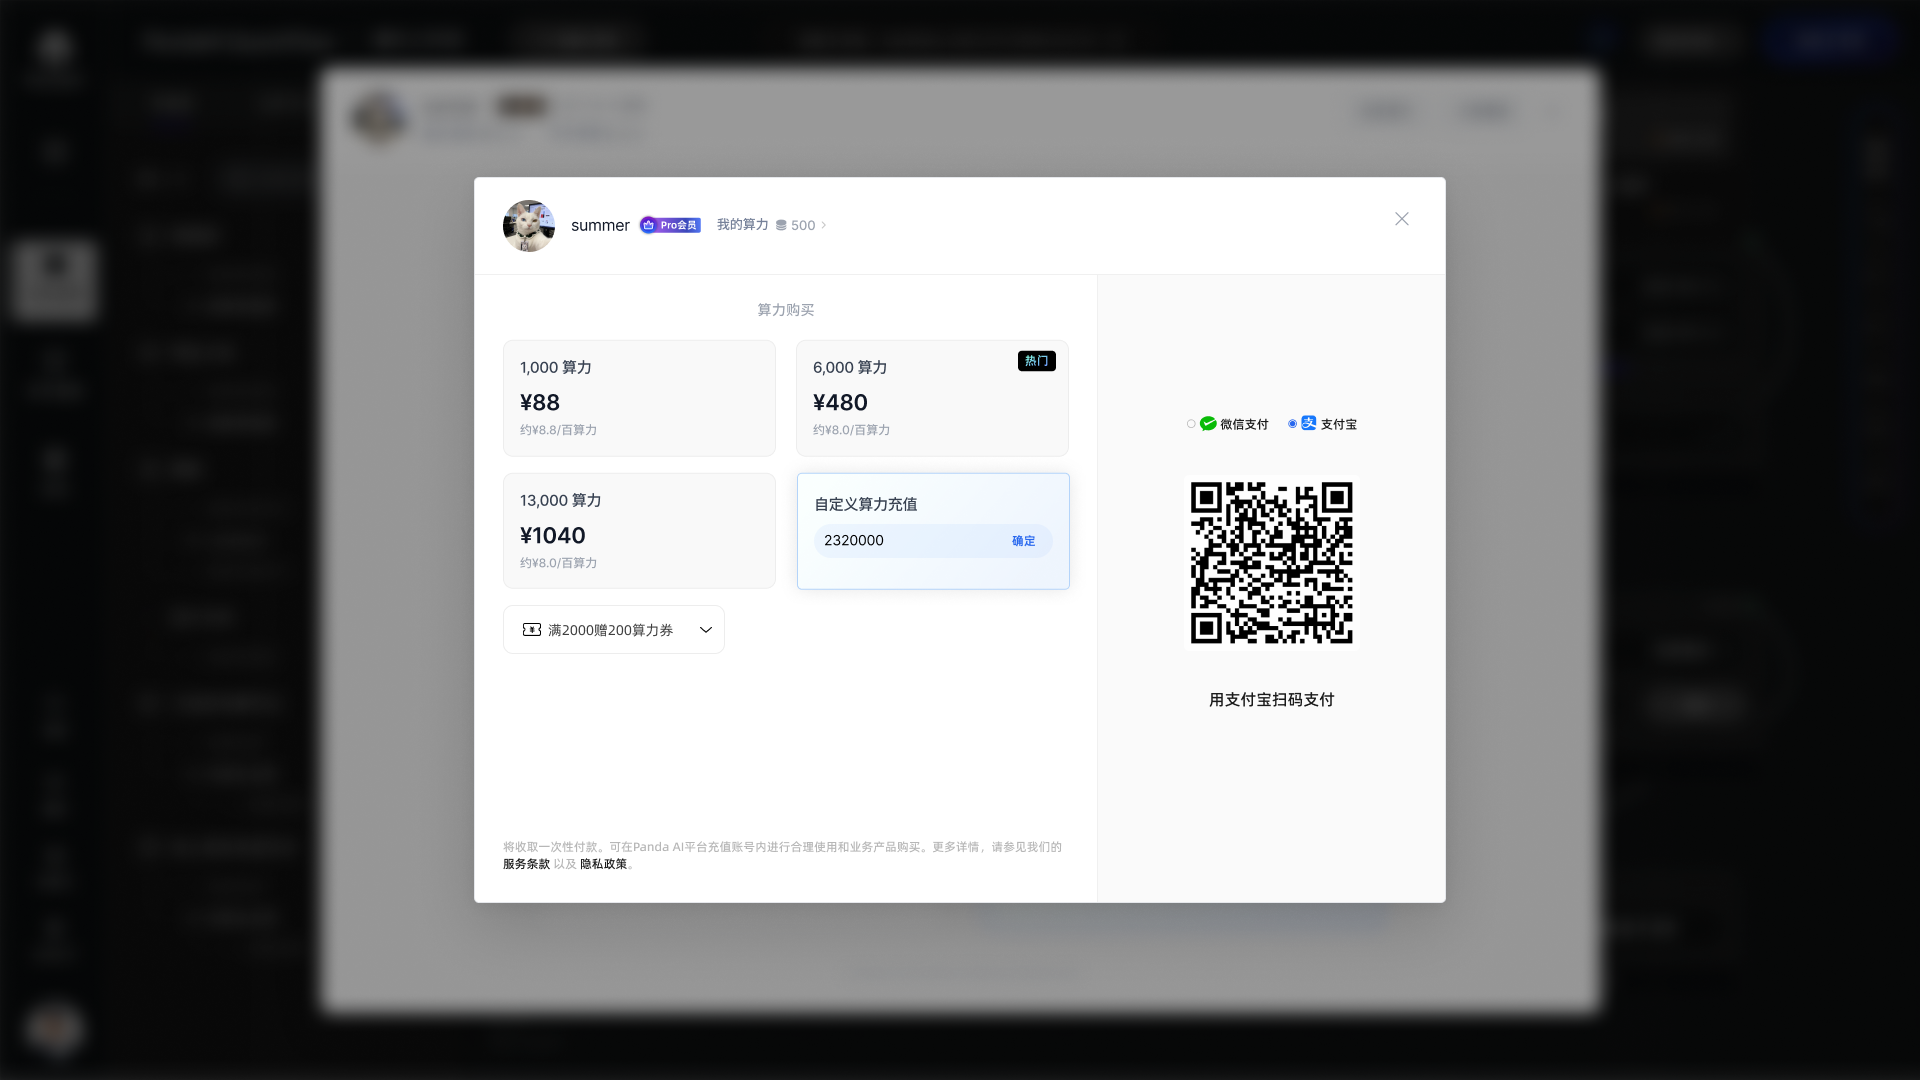 summer Pro会员 我的算力 500
算力购买
1,000 算力
¥88
约¥8.8/百算力
6,000 算力
热门
¥480
约¥8.0/百算力
13,000 算力
¥1040
约¥8.0/百算力
自定义算力充值
2320000 确定
满2000赠200算力券
将收取一次性付款。可在Panda AI平台充值账号内进行合理使用和业务产品购买。更多详情，请参见我们的
服务条款 以及 隐私政策。
微信支付 支付宝
用支付宝扫码支付